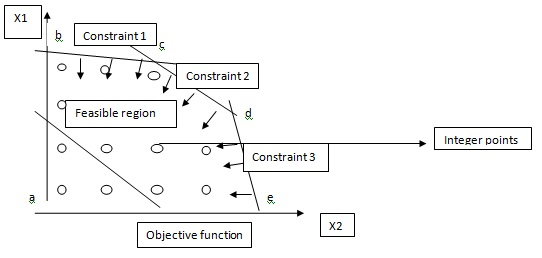 X1
b
Constraint 1
c
Constraint 2
Feasible region
d
Integer points
Constraint 3
a
e
Objective function
X2